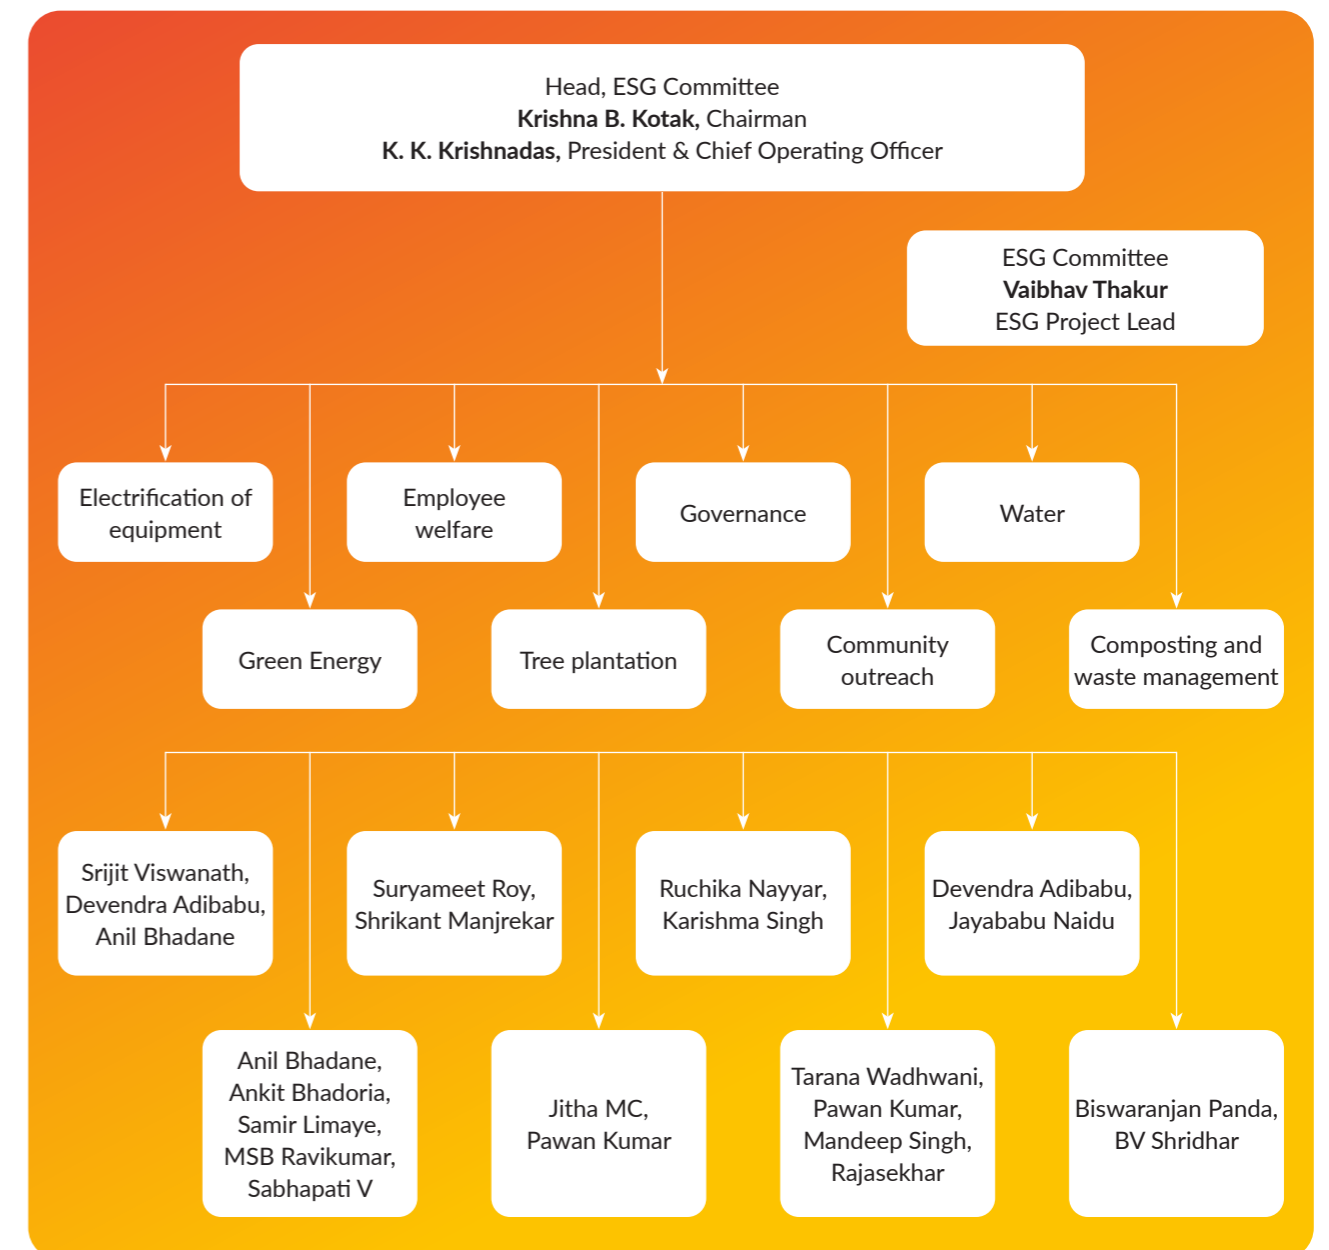 Head, ESG Committee
Krishna B. Kotak, Chairman
K. K. Krishnadas, President & Chief Operating Officer
ESG Committee
Vaibhav Thakur
ESG Project Lead
Electrification of
equipment
Employee
welfare
Governance
Water
Green Energy
Tree plantation
Community
outreach
Composting and
waste management
Srijit Viswanath,
Devendra Adibabu,
Anil Bhadane
Suryameet Roy,
Shrikant Manjrekar
Ruchika Nayyar,
Karishma Singh
Devendra Adibabu,
Jayababu Naidu
Anil Bhadane,
Ankit Bhadoria,
Samir Limaye,
MSB Ravikumar,
Sabhapati V
Jitha MC,
Pawan Kumar
Tarana Wadhwani,
Pawan Kumar,
Mandeep Singh,
Rajasekhar
Biswaranjan Panda,
BV Shridhar